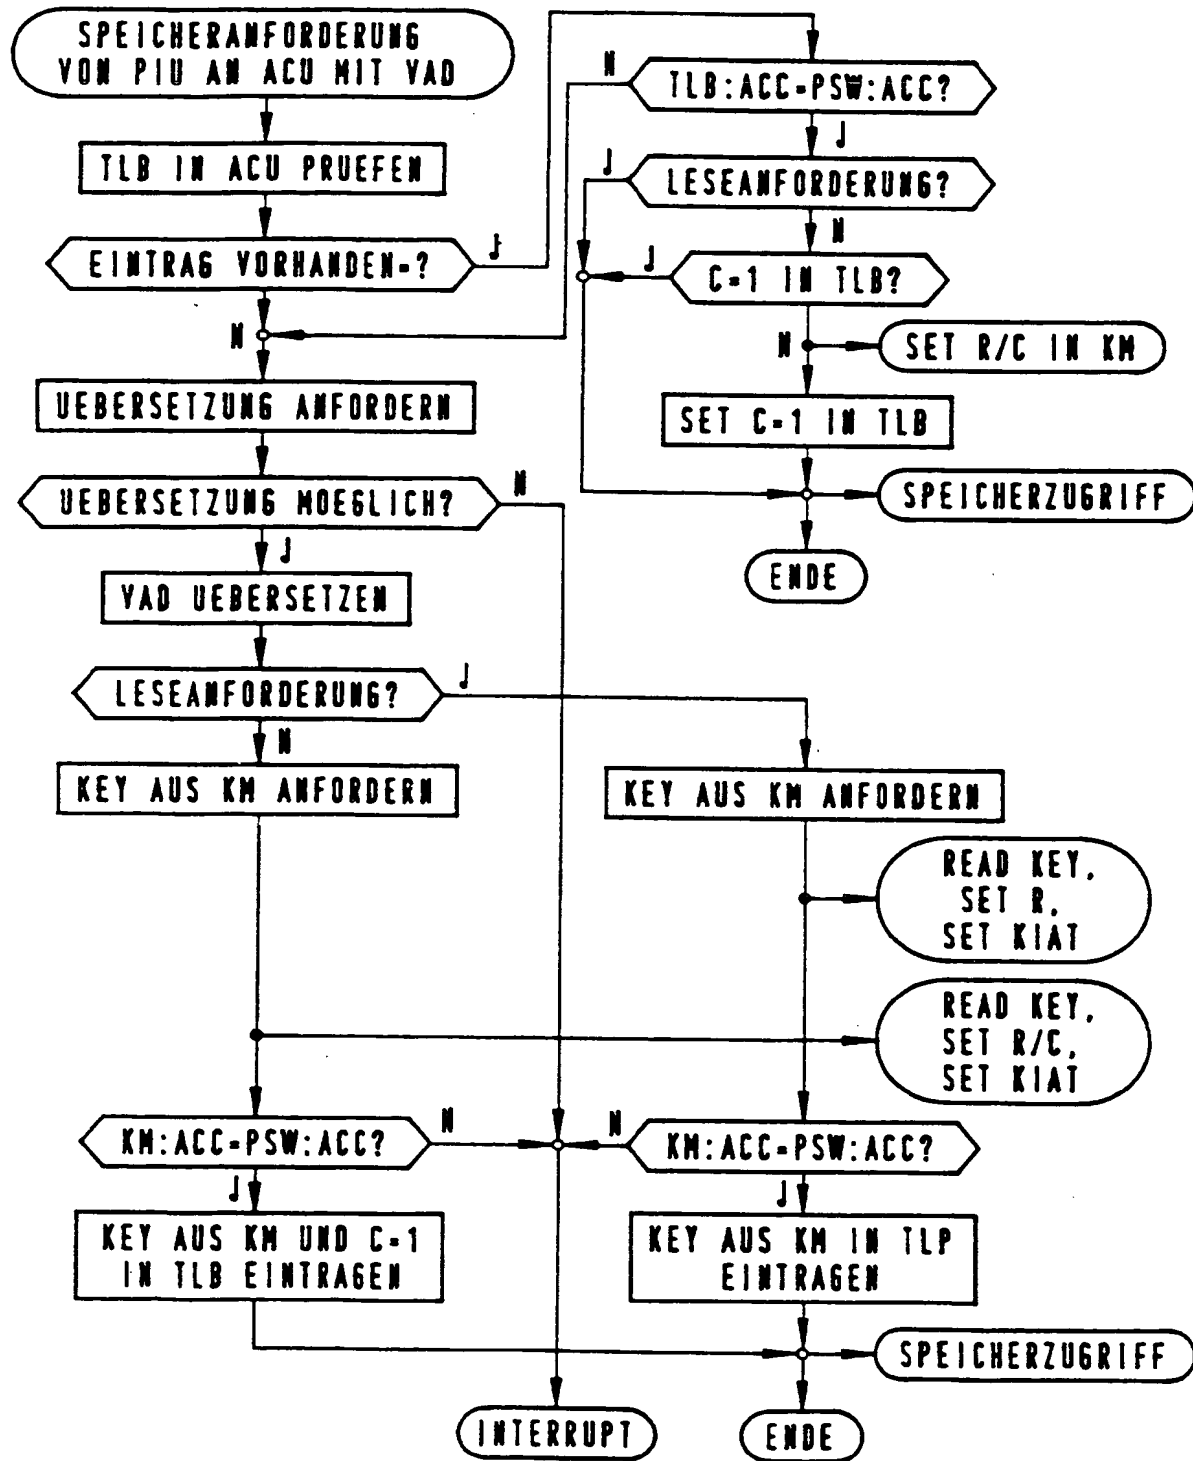 SPEICHERANFORDERUNG
VON PIU AN ACU MIT VAD
TLB IN ACU PRUEFEN
EINTRAG VORHANDEN=?
J
N
UEBERSETZUNG ANFORDERN
UEBERSETZUNG MOEGLICH?
N
J
VAD UEBERSETZEN
LESEANFORDERUNG?
J
N
KEY AUS KM ANFORDERN
KM:ACC=PSW:ACC?
N
J
KEY AUS KM UND C=1
IN TLB EINTRAGEN
INTERRUPT
N
TLB:ACC=PSW:ACC?
J
J
LESEANFORDERUNG?
N
J
C=1 IN TLB?
N
SET R/C IN KM
SET C=1 IN TLB
SPEICHERZUGRIFF
ENDE
KEY AUS KM ANFORDERN
READ KEY,
SET R,
SET KIAT
READ KEY,
SET R/C,
SET KIAT
N
KM:ACC=PSW:ACC?
J
KEY AUS KM IN TLP
EINTRAGEN
SPEICHERZUGRIFF
ENDE